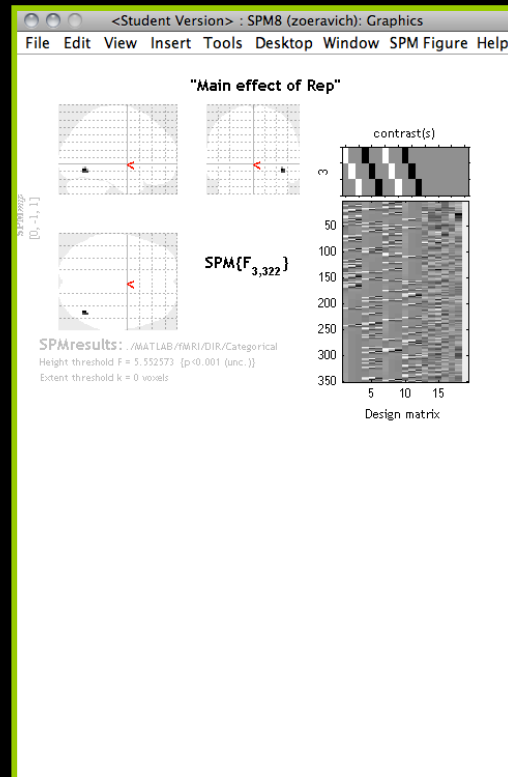 <Student Version> : SPM8 (zoeravich): Graphics
File Edit View Insert Tools Desktop Window SPM Figure Help
"Main effect of Rep"
contrast(s)
3
SPMmip
[0, -1, 1]
<
<
<
SPM{F3,322}
50
100
150
200
250
300
350
5 10 15
Design matrix
SPMresults: ./MATLAB/fMRI/DIR/Categorical
Height threshold F = 5.552573 {p<0.001 (unc.)}
Extent threshold k = 0 voxels